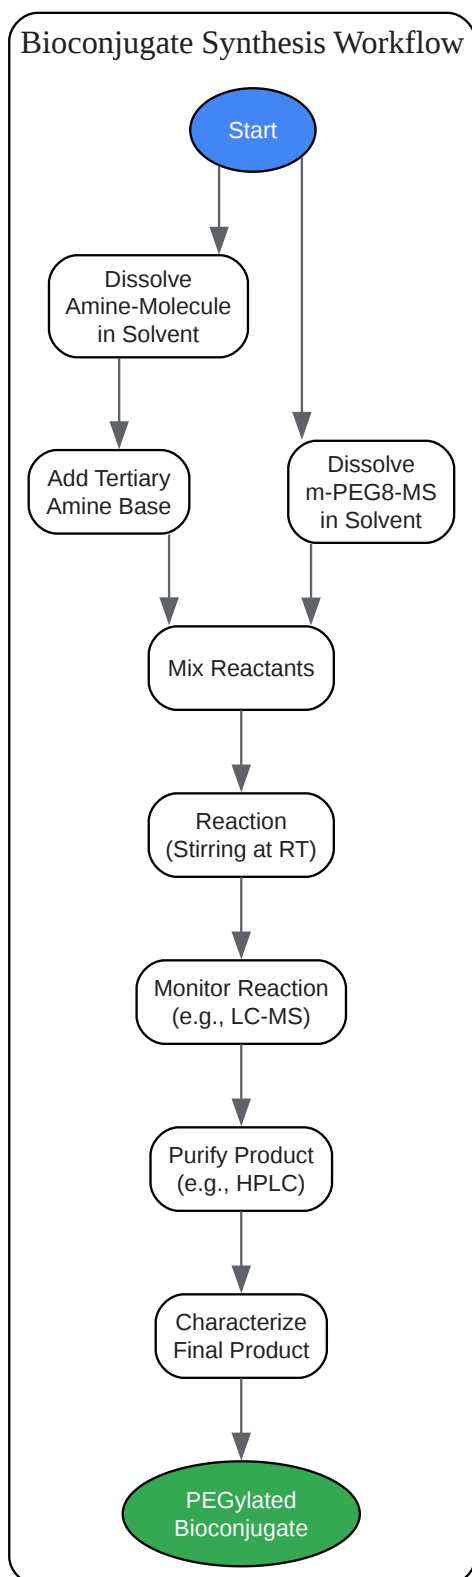 Bioconjugate Synthesis Workflow
Start
Dissolve
Amine-Molecule
in Solvent
Add Tertiary
Amine Base
Dissolve
m-PEG8-MS
in Solvent
Mix Reactants
Reaction
(Stirring at RT)
Monitor Reaction
(e.g., LC-MS)
Purify Product
(e.g., HPLC)
Characterize
Final Product
PEGylated
Bioconjugate